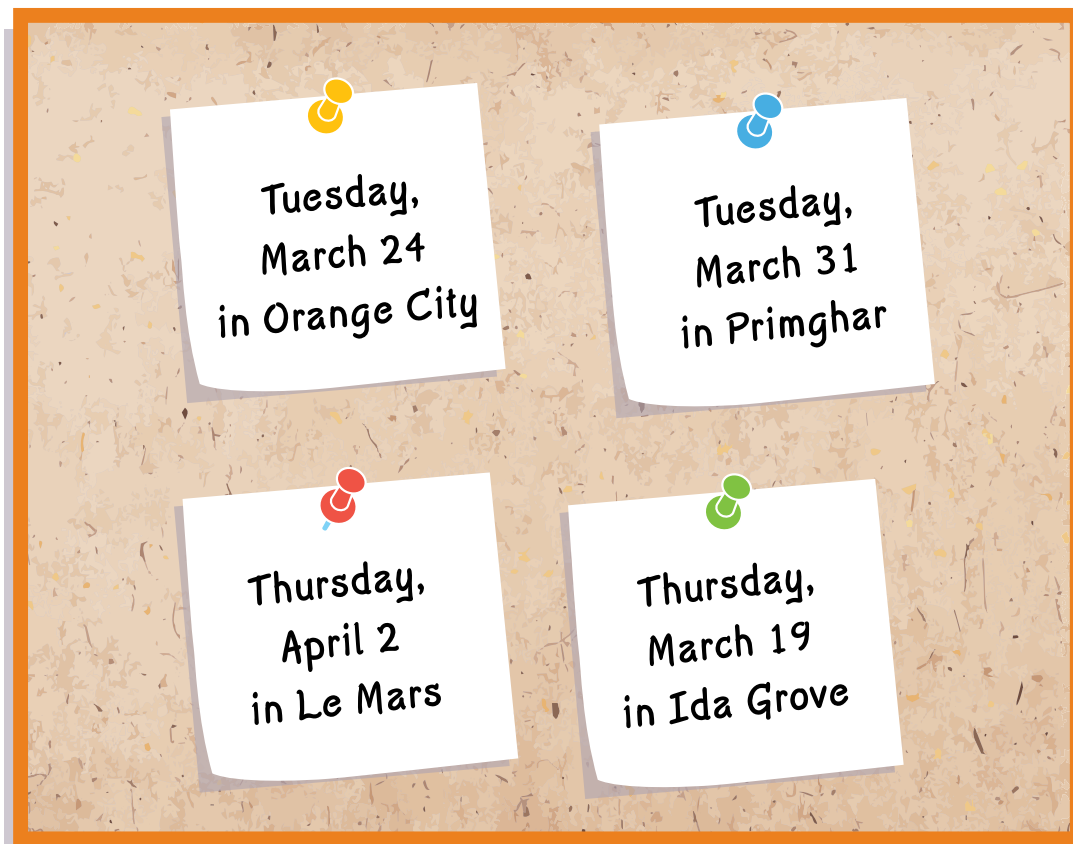 Tuesday,
March 24
in Orange City
Tuesday,
March 31
in Primghar
Thursday,
April 2
in Le Mars
Thursday,
March 19
in Ida Grove